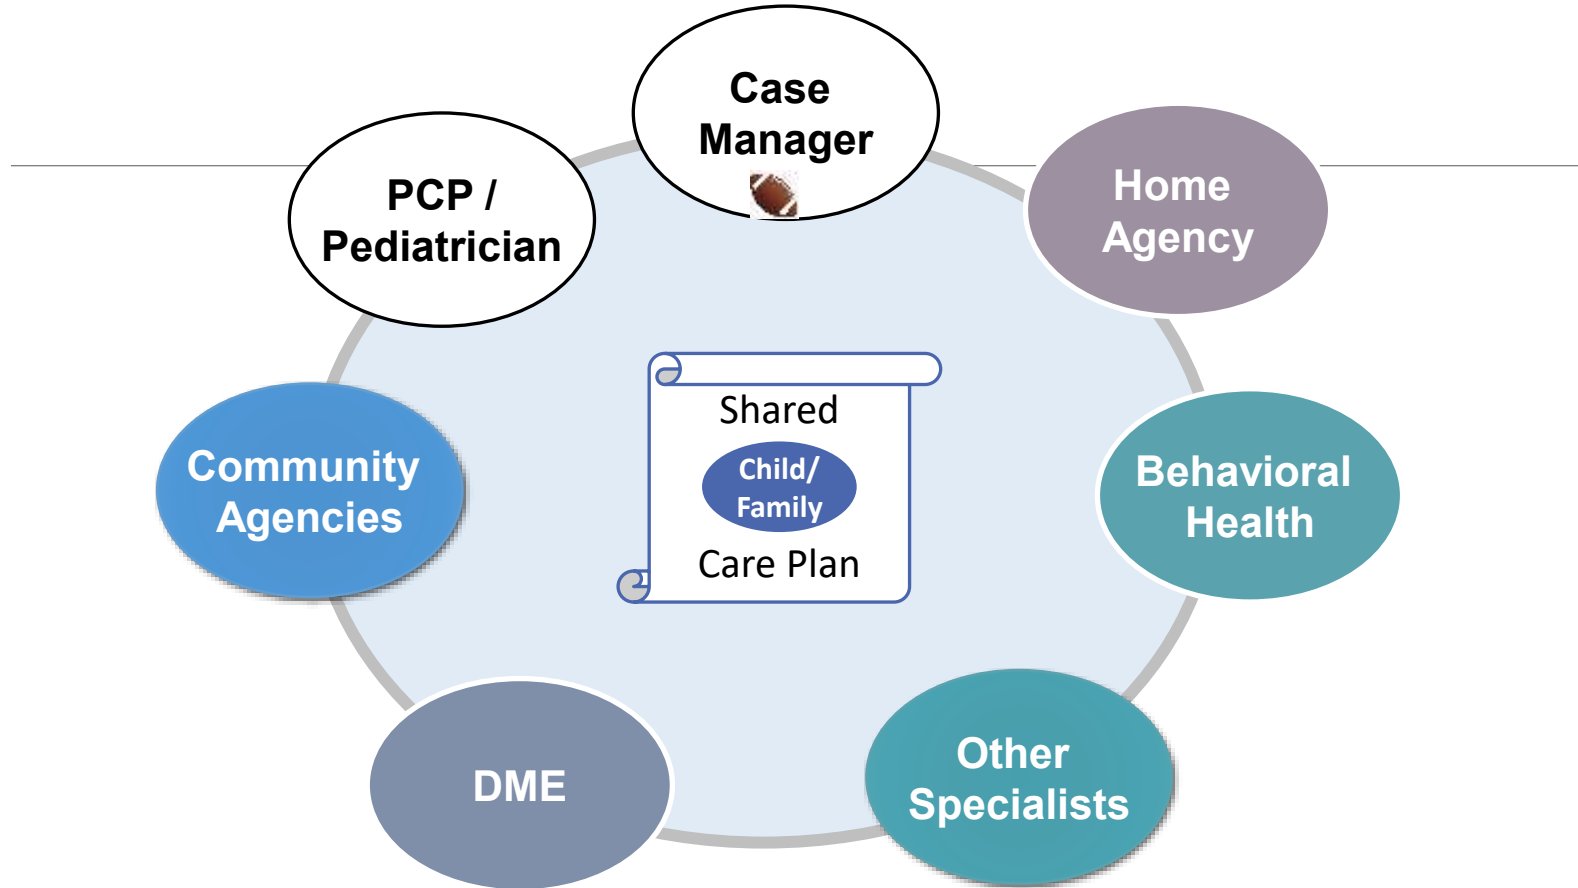 Case
Manager
PCP /
Pediatrician
Home
Agency
Community
Agencies
Shared
Child/
Family
Care Plan
Behavioral
Health
DME
Other
Specialists